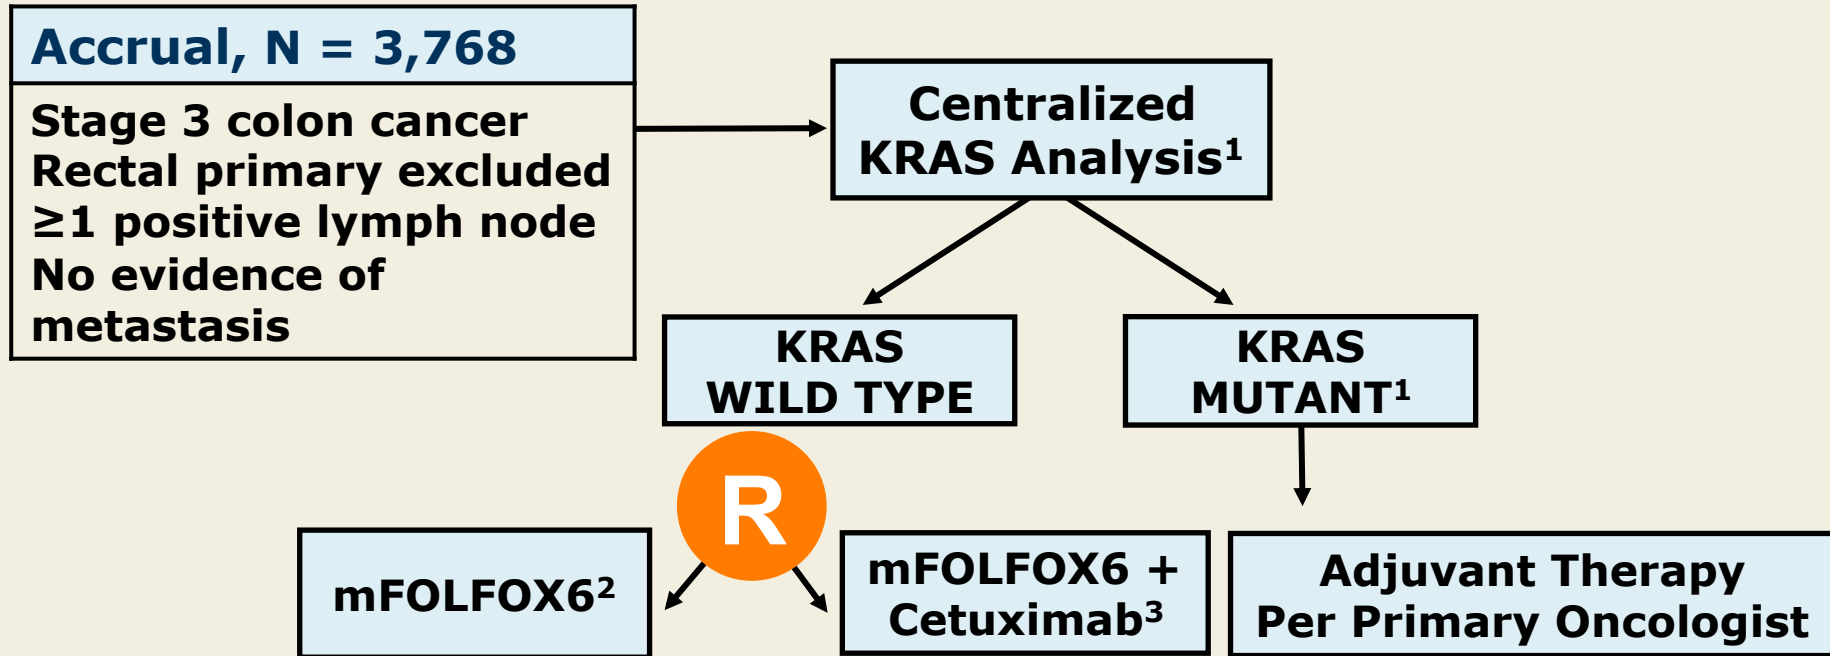 Accrual, N = 3,768
Stage 3 colon cancer
Rectal primary excluded
≥1 positive lymph node
No evidence of
metastasis
Centralized
KRAS Analysis¹
KRAS
WILD TYPE
KRAS
MUTANT¹
R
mFOLFOX6²
mFOLFOX6 +
Cetuximab³
Adjuvant Therapy
Per Primary Oncologist